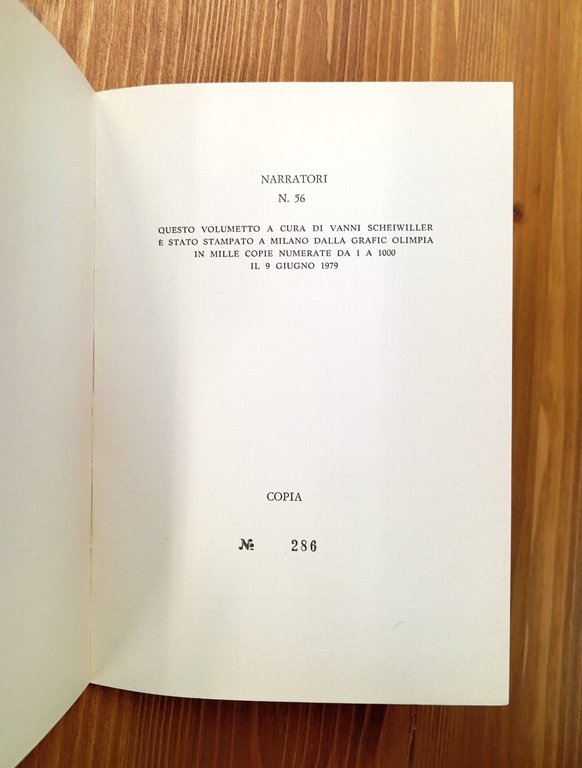 NARRATORI
N. 56
QUESTO VOLUMETTO A CURA DI VANNI SCHEIWILLER
È STATO STAMPATO A MILANO DALLA GRAFIC OLIMPIA
IN MILLE COPIE NUMERATE DA 1 A 1000
IL 9 GIUGNO 1979
COPIA
№ 286